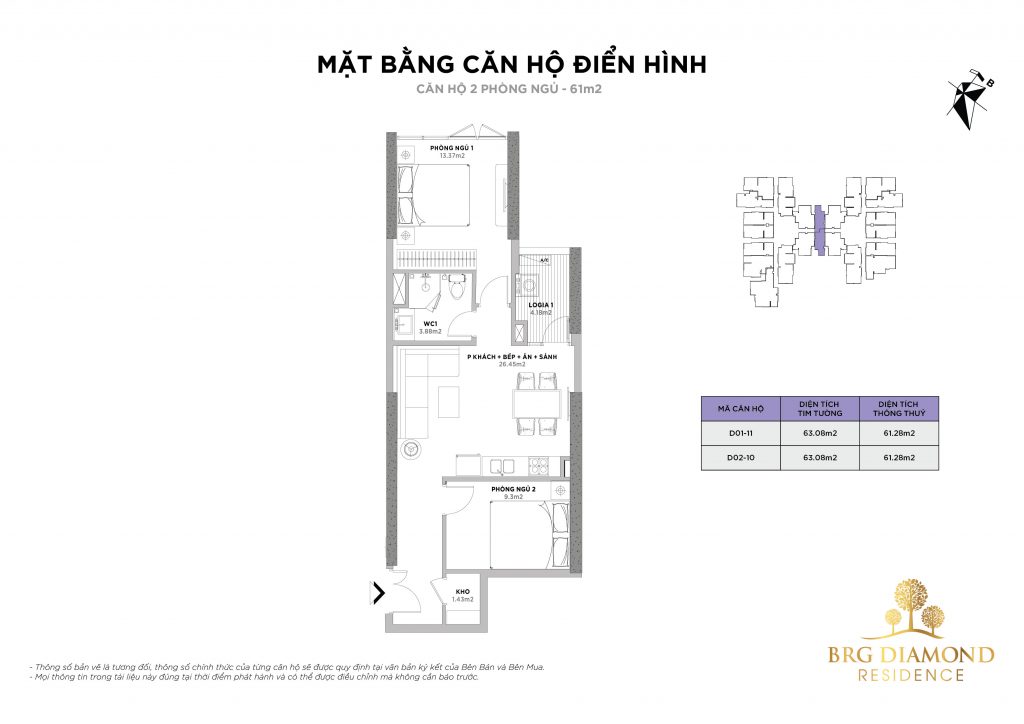 MẶT BẰNG CĂN HỘ ĐIỂN HÌNH
CĂN HỘ 2 PHÒNG NGỦ - 61m2
B
PHÒNG NGỦ 1
13.37m2
A/C
LOGIA 1
4.18m2
WC1
3.88m2
P KHÁCH + BẾP + ĂN + SẢNH
26.45m2
PHÒNG NGỦ 2
9.3m2
KHO
1.43m2
MÃ CĂN HỘ
DIỆN TÍCH
TIM TƯỜNG
DIỆN TÍCH
THÔNG THUỶ
D01-11
63.08m2
61.28m2
D02-10
63.08m2
61.28m2
BRG DIAMOND
RESIDENCE
- Thông số bản vẽ là tương đối, thông số chính thức của từng căn hộ sẽ được quy định tại văn bản ký kết của Bên Bán và Bên Mua.
- Mọi thông tin trong tài liệu này đúng tại thời điểm phát hành và có thể được điều chỉnh mà không cần báo trước.